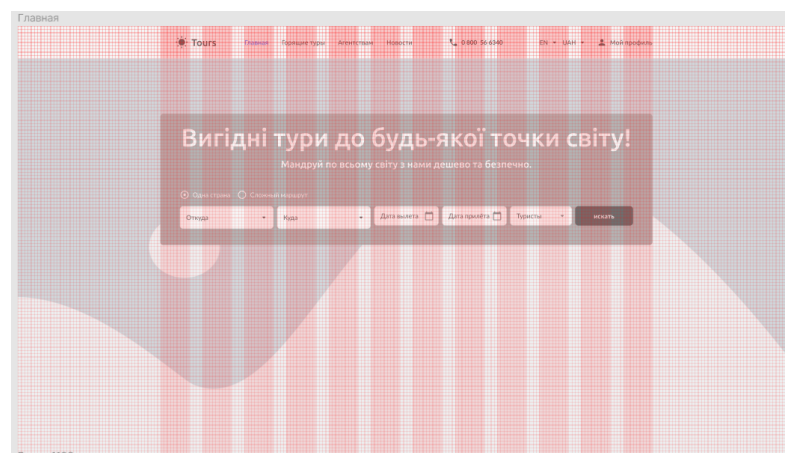 Главная
Tours Главная Горящие туры Агентствам Новости 0 800 56 6340 EN UAH Мой профиль
Вигідні тури до будь-якої точки світу!
Мандруй по всьому світу з нами дешево та безпечно.
Одна страна Сложный маршрут
Откуда Куда Дата вылета Дата прилёта Туристы искать